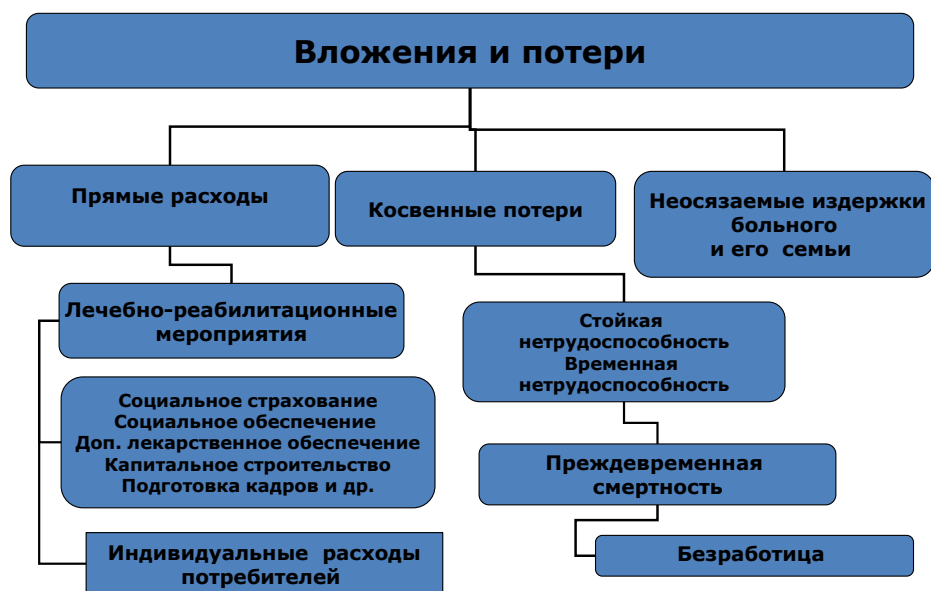 Вложения и потери
Прямые расходы
Косвенные потери
Неосязаемые издержки
больного
и его семьи
Лечебно-реабилитационные
мероприятия
Социальное страхование
Социальное обеспечение
Доп. лекарственное обеспечение
Капитальное строительство
Подготовка кадров и др.
Индивидуальные расходы
потребителей
Стойкая
нетрудоспособность
Временная
нетрудоспособность
Преждевременная
смертность
Безработица